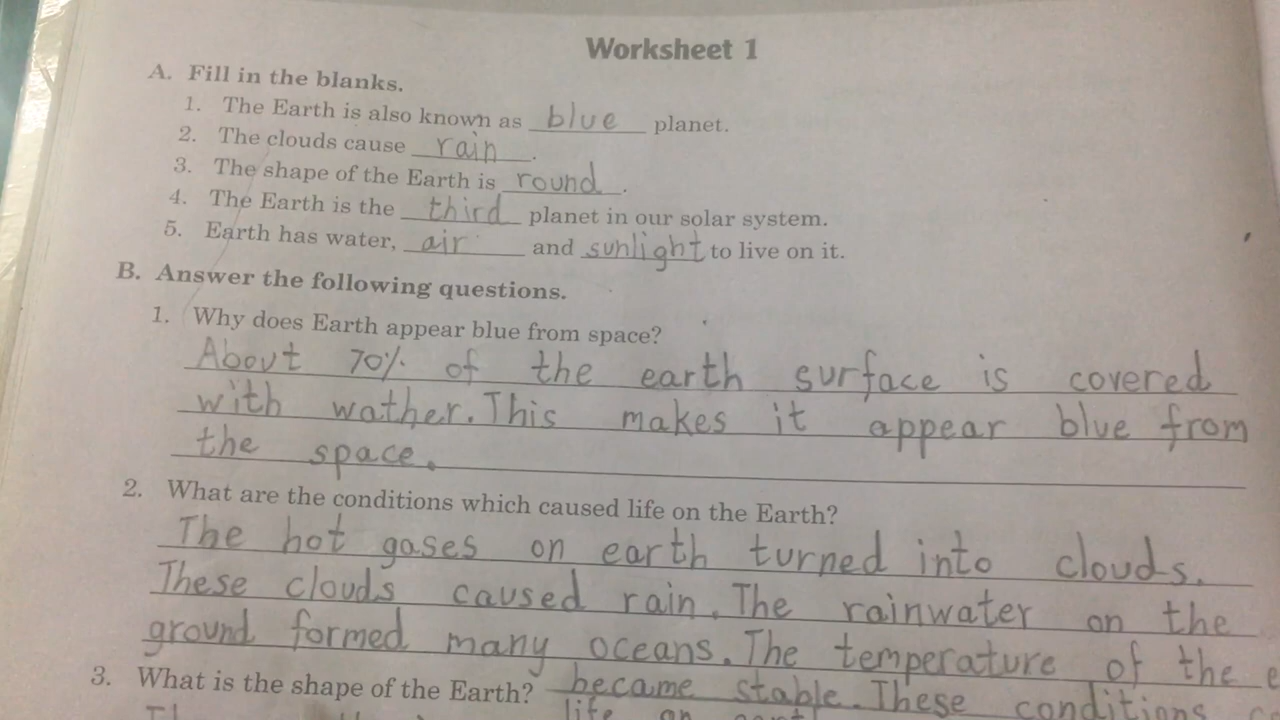 Worksheet 1
A. Fill in the blanks.
1. The Earth is also known as blue planet.
2. The clouds cause rain.
3. The shape of the Earth is round.
4. The Earth is the third planet in our solar system.
5. Earth has water, air and sunlight to live on it.
B. Answer the following questions.
1. Why does Earth appear blue from space?
About 70% of the earth surface is covered
with wather. This makes it appear blue from
the space.
2. What are the conditions which caused life on the Earth?
The hot gases on earth turned into clouds.
These clouds caused rain. The rainwater on the
ground formed many oceans. The temperature of the
3. What is the shape of the Earth? became stable. These conditions
life on